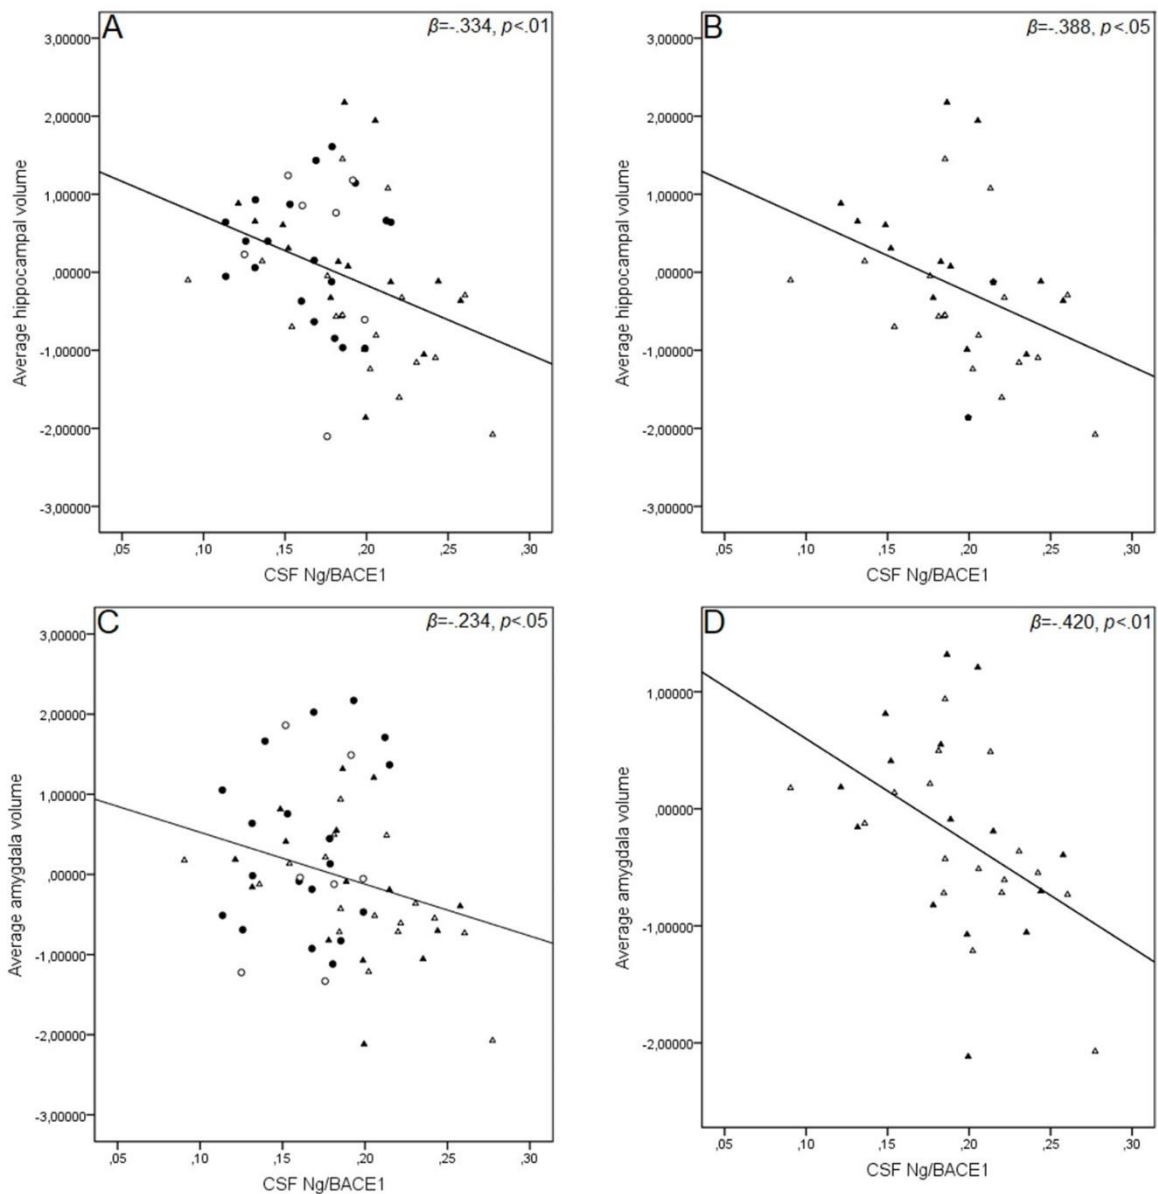 A
β=-.334, p<.01
3,00000
2,00000
1,00000
,00000
-1,00000
-2,00000
-3,00000
Average hippocampal volume
,05 ,10 ,15 ,20 ,25 ,30
CSF Ng/BACE1
B
β=-.388, p<.05
3,00000
2,00000
1,00000
,00000
-1,00000
-2,00000
-3,00000
Average hippocampal volume
,05 ,10 ,15 ,20 ,25 ,30
CSF Ng/BACE1
C
β=-.234, p<.05
3,00000
2,00000
1,00000
,00000
-1,00000
-2,00000
-3,00000
Average amygdala volume
,05 ,10 ,15 ,20 ,25 ,30
CSF Ng/BACE1
D
β=-.420, p<.01
1,00000
,00000
-1,00000
-2,00000
Average amygdala volume
,05 ,10 ,15 ,20 ,25 ,30
CSF Ng/BACE1